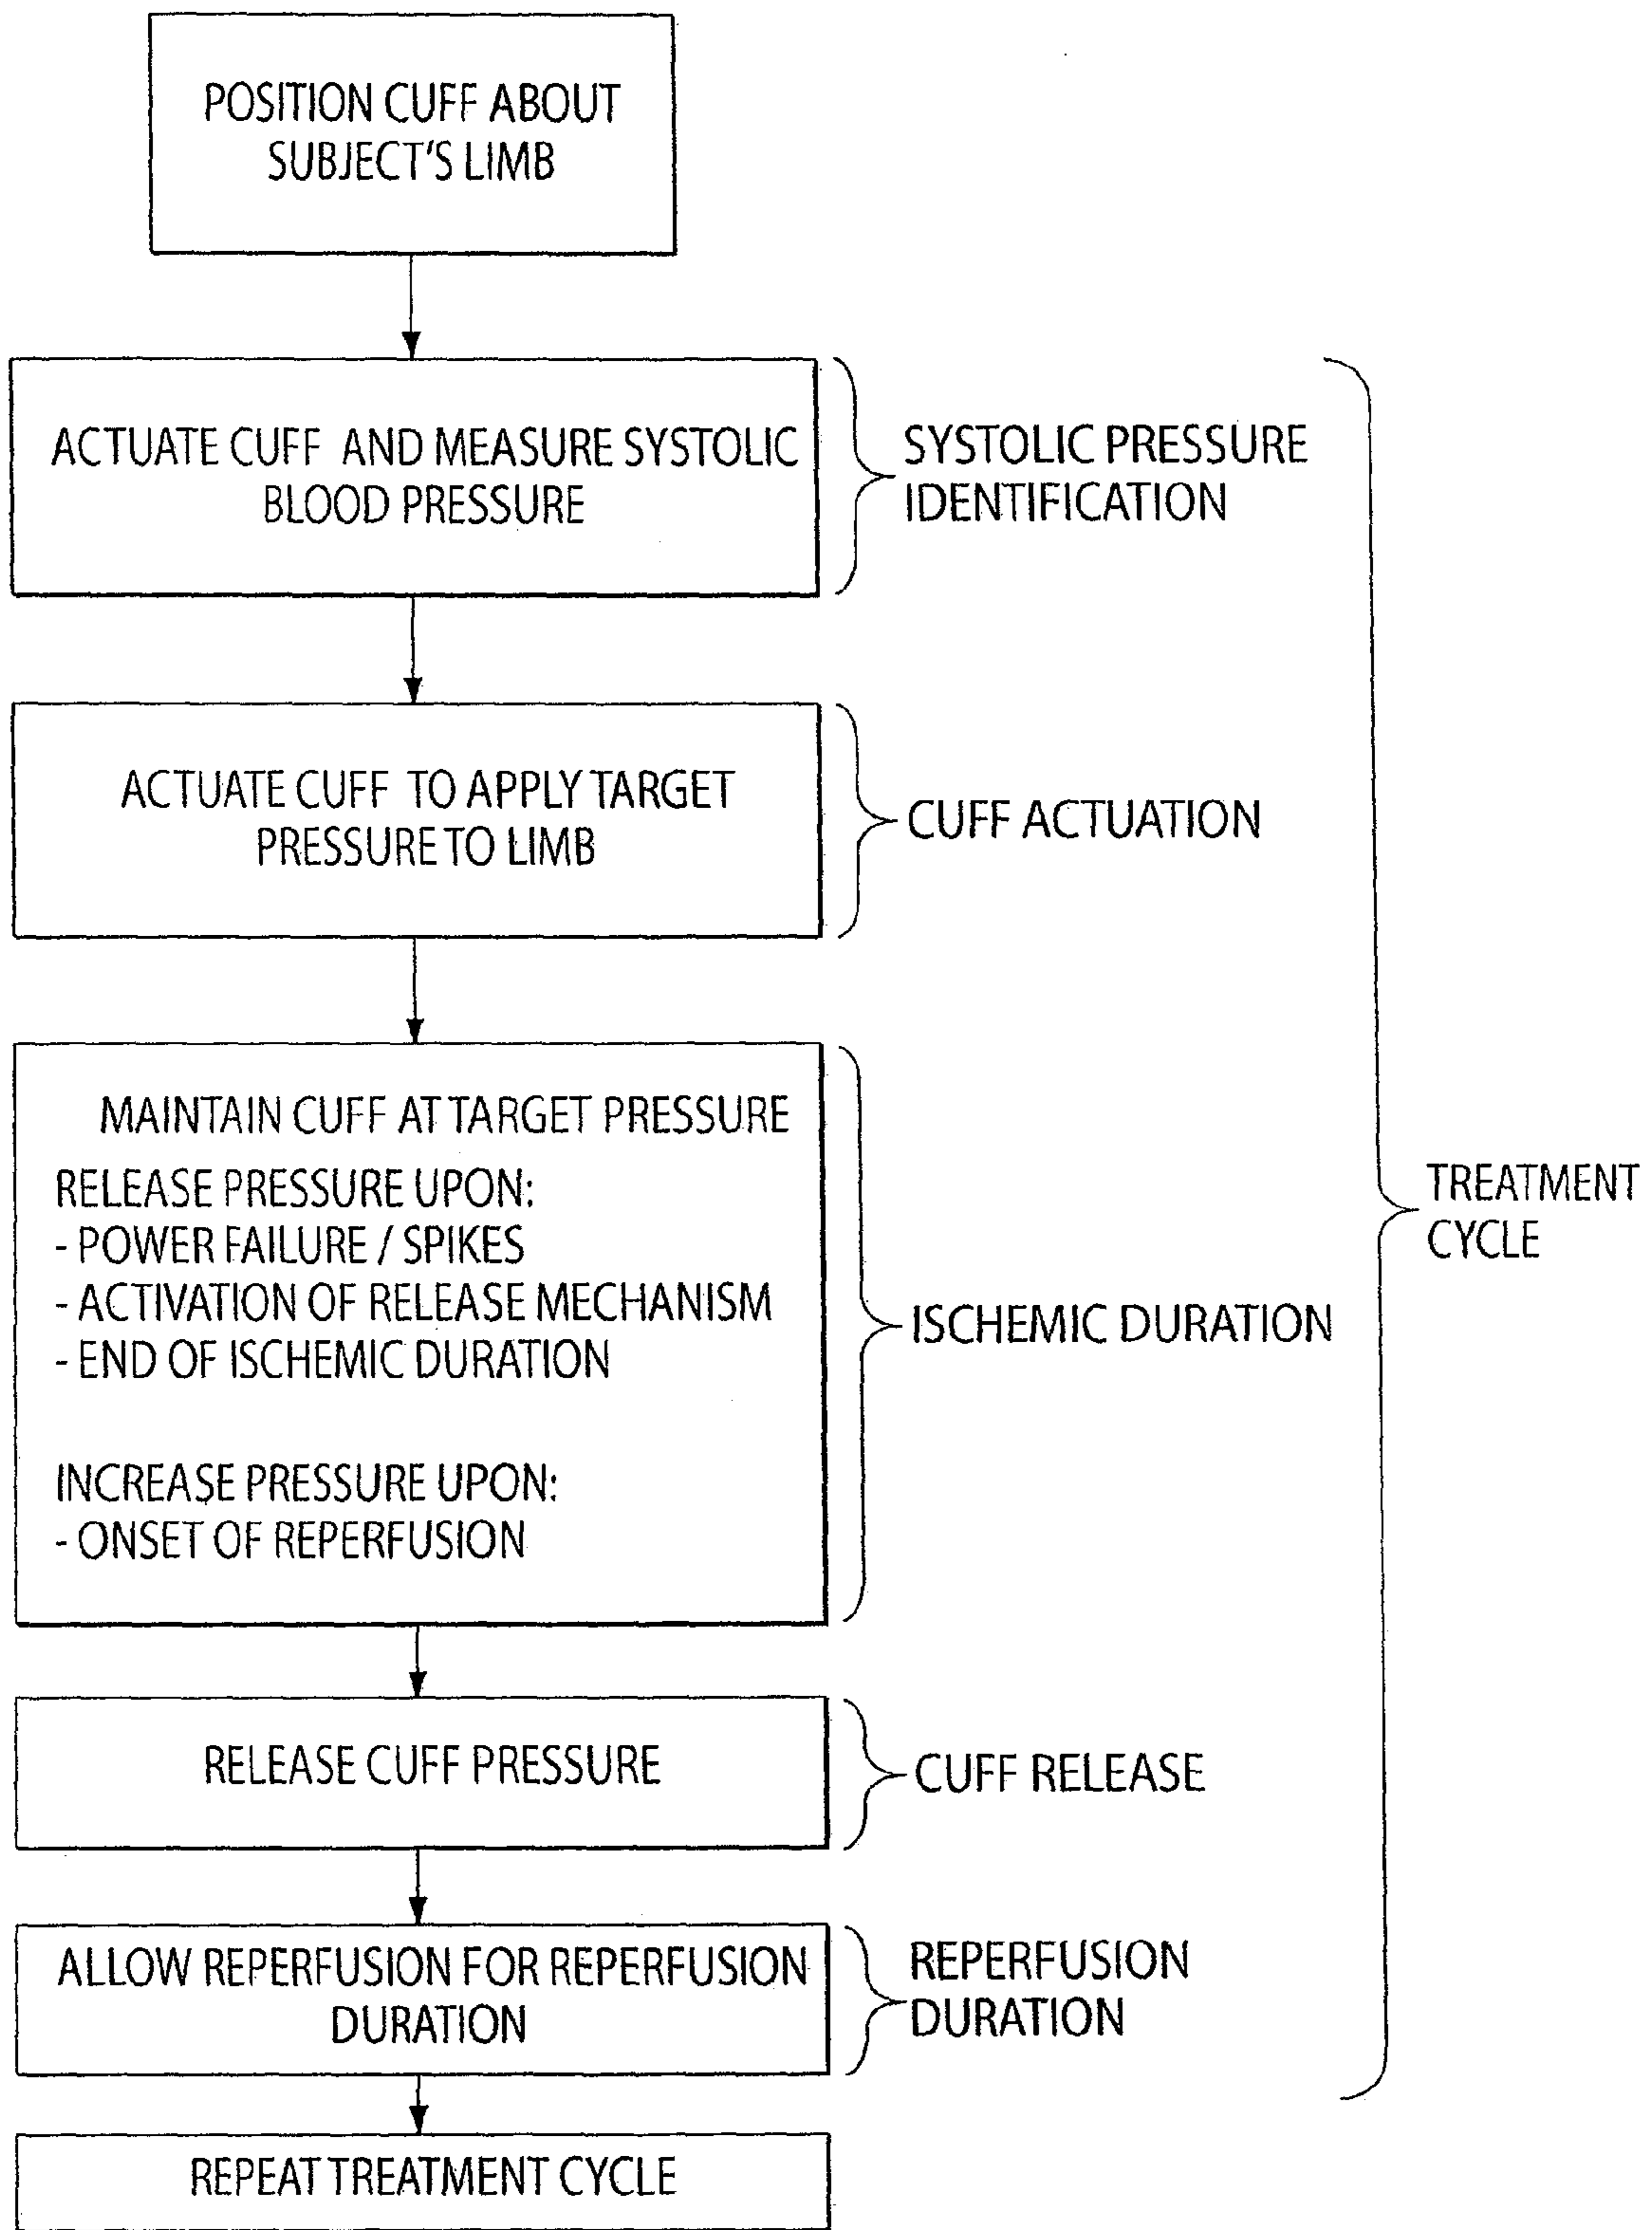 POSITION CUFF ABOUT
SUBJECT'S LIMB
ACTUATE CUFF AND MEASURE SYSTOLIC
BLOOD PRESSURE
SYSTOLIC PRESSURE
IDENTIFICATION
ACTUATE CUFF TO APPLY TARGET
PRESSURE TO LIMB
CUFF ACTUATION
MAINTAIN CUFF AT TARGET PRESSURE
RELEASE PRESSURE UPON:
- POWER FAILURE / SPIKES
- ACTIVATION OF RELEASE MECHANISM
- END OF ISCHEMIC DURATION
INCREASE PRESSURE UPON:
- ONSET OF REPERFUSION
ISCHEMIC DURATION
RELEASE CUFF PRESSURE
CUFF RELEASE
ALLOW REPERFUSION FOR REPERFUSION
DURATION
REPERFUSION
DURATION
TREATMENT
CYCLE
REPEAT TREATMENT CYCLE